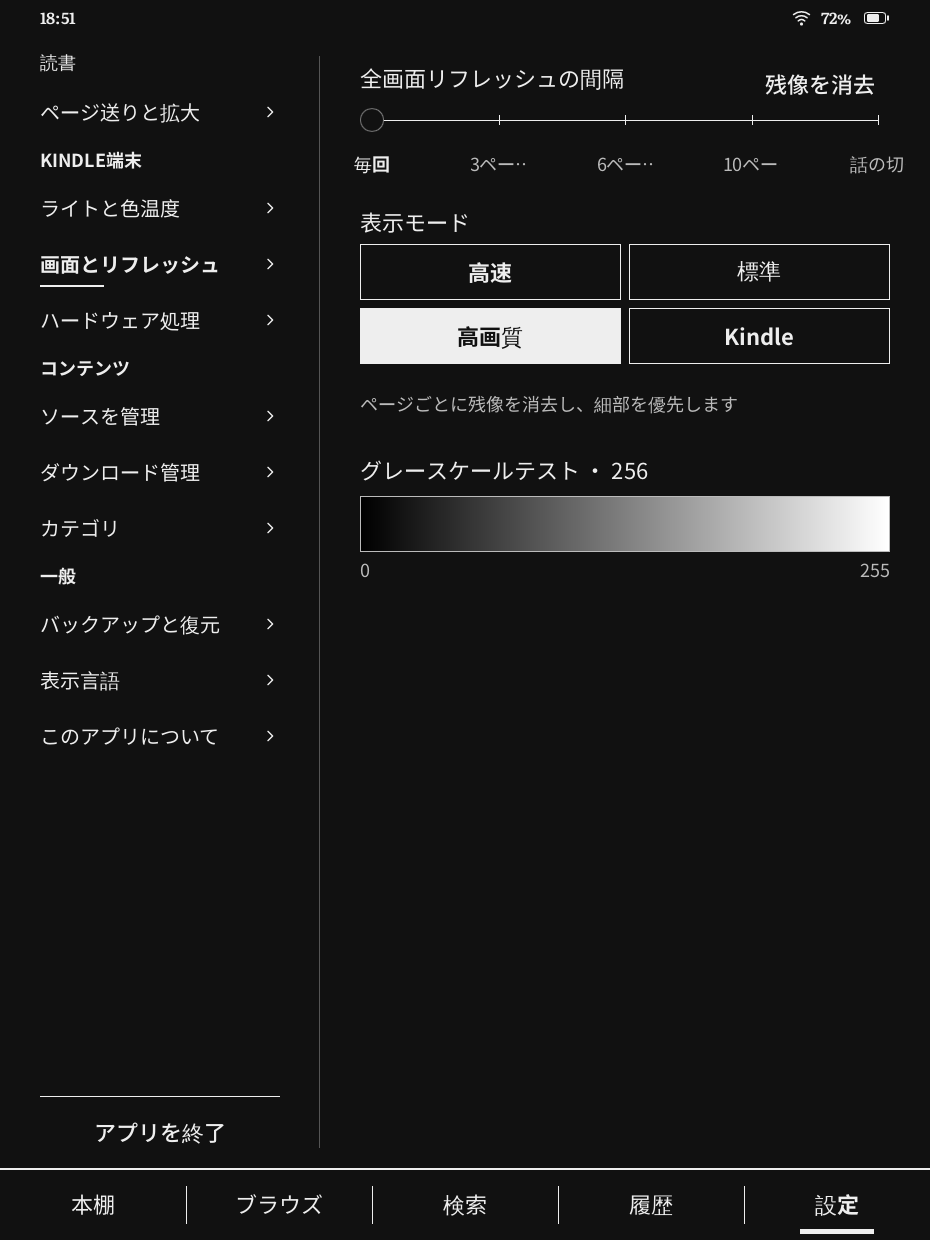 18:51
72%
読書
ページ送りと拡大
KINDLE端末
ライトと色温度
画面とリフレッシュ
ハードウェア処理
コンテンツ
ソースを管理
ダウンロード管理
カテゴリ
一般
バックアップと復元
表示言語
このアプリについて
アプリを終了
全画面リフレッシュの間隔
残像を消去
毎回
3ペー··
6ペー··
10ペー
話の切
表示モード
高速
標準
高画質
Kindle
ページごとに残像を消去し、細部を優先します
グレースケールテスト ・ 256
0
255
本棚
ブラウズ
検索
履歴
設定